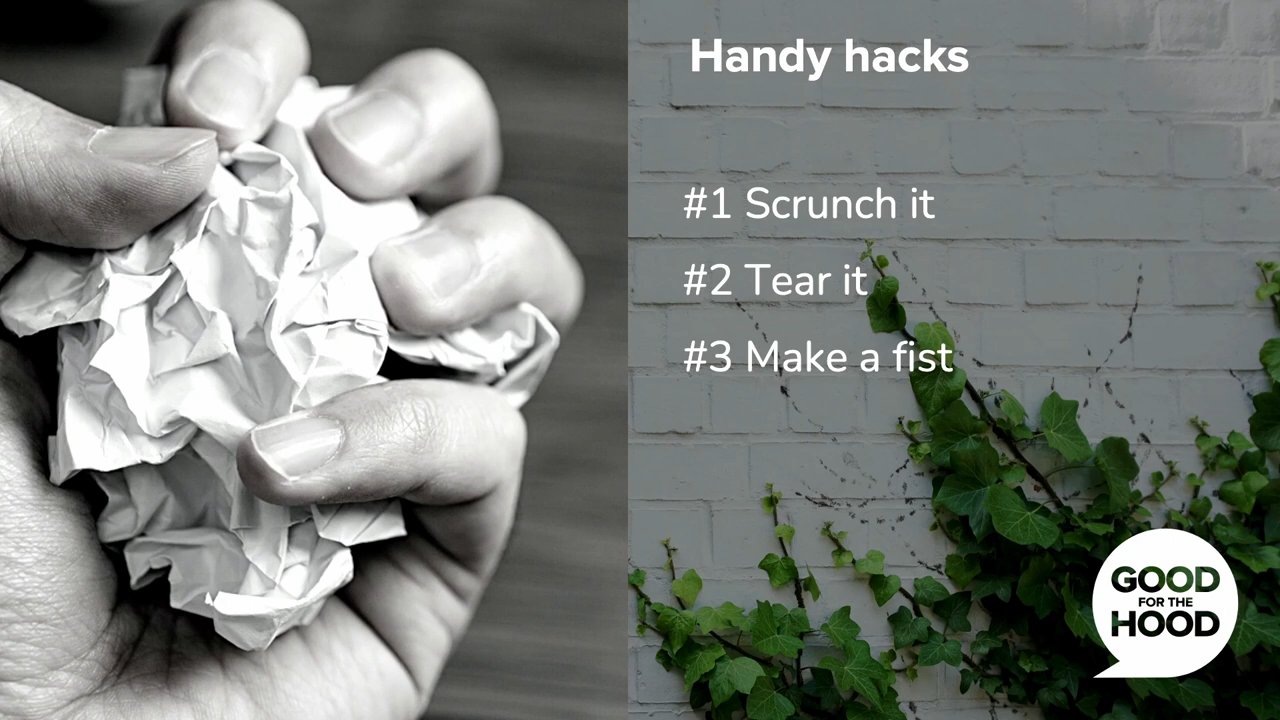 Handy hacks
#1 Scrunch it
#2 Tear it
#3 Make a fist
GOOD
FOR THE
HOOD